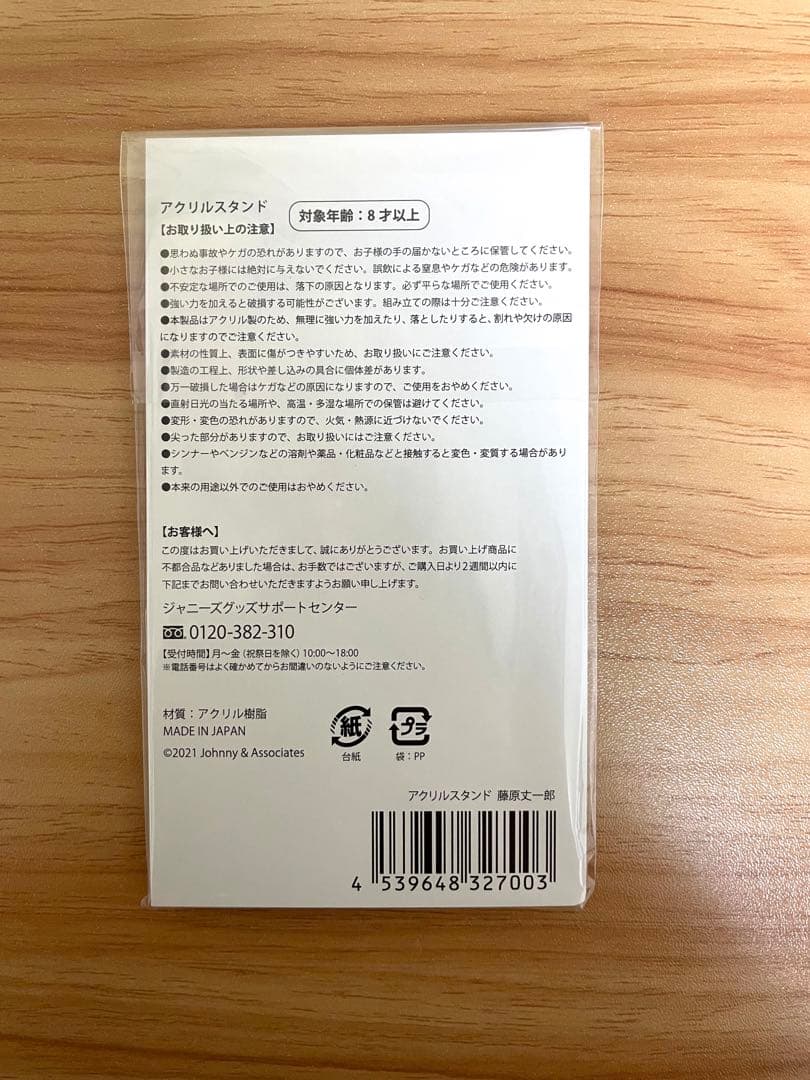 アクリルスタンド
対象年齢：8才以上
【お取り扱い上の注意】
●思わぬ事故やケガの恐れがありますので、お子様の手の届かないところに保管してください。
●小さなお子様には絶対に与えないでください。誤飲による窒息やケガなどの危険があります。
●不安定な場所でのご使用は、落下の原因となります。必ず平らな場所でご使用ください。
●強い力を加えると破損する可能性がございます。組み立ての際は十分ご注意ください。
●本製品はアクリル製のため、無理に強い力を加えたり、落としたりすると、割れや欠けの原因
になりますのでご注意ください。
●素材の性質上、表面に傷がつきやすいため、お取り扱いにご注意ください。
●製造の工程上、形状や差し込みの具合に個体差があります。
●万一破損した場合はケガなどの原因になりますので、ご使用をおやめください。
●直射日光の当たる場所や、高温・多湿な場所での保管は避けてください。
●変形・変色の恐れがありますので、火気・熱源に近づけないでください。
●尖った部分がありますので、お取り扱いにはご注意ください。
●シンナーやベンジンなどの溶剤や薬品・化粧品などと接触すると変色・変質する場合があり
ます。
●本来の用途以外でのご使用はおやめください。
【お客様へ】
この度はお買い上げいただきまして、誠にありがとうございます。お買い上げ商品に
不都合品などありました場合は、お手数ではございますが、ご購入日より2週間以内に
下記までお問い合わせいただきますようお願い申し上げます。
ジャニーズグッズサポートセンター
0120-382-310
【受付時間】月〜金（祝祭日を除く）10:00〜18:00
※電話番号はよく確かめてからお間違いのないようにご注意ください。
材質：アクリル樹脂
MADE IN JAPAN
©2021 Johnny & Associates
紙
台紙
プラ
袋：PP
アクリルスタンド 藤原丈一郎
4 539648 327003